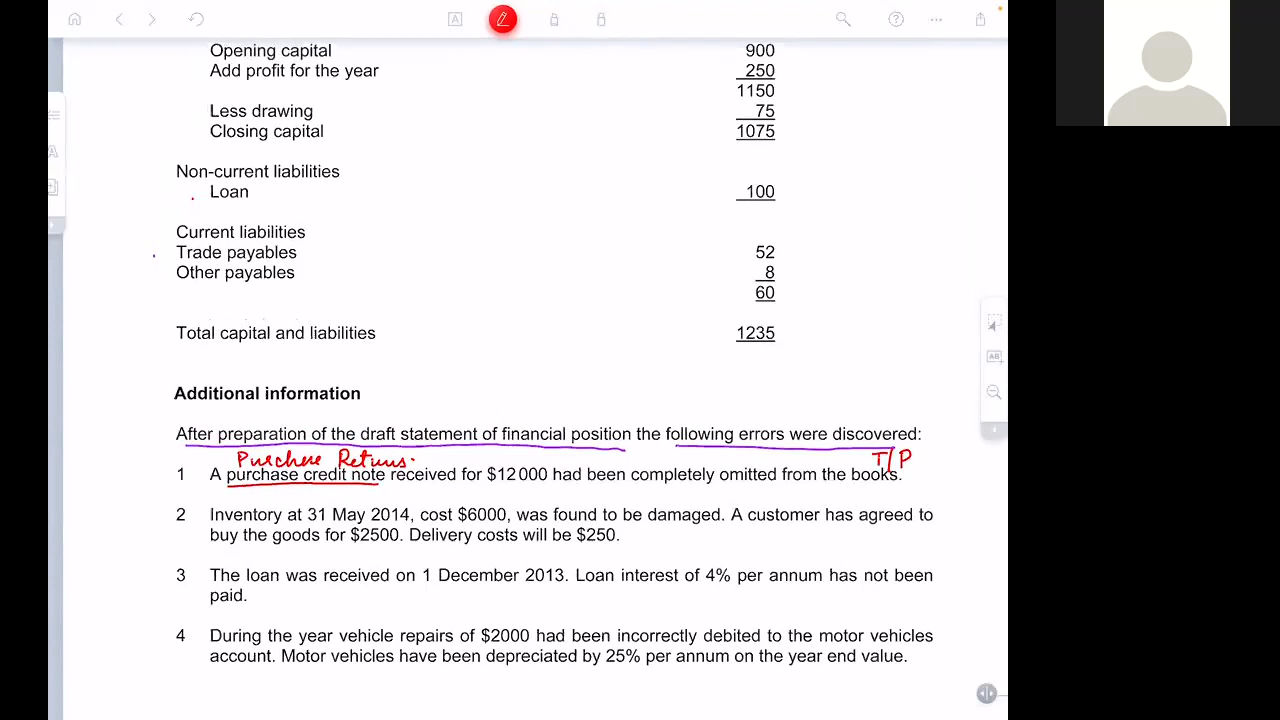 Opening capital 900
Add profit for the year 250
1150
Less drawing 75
Closing capital 1075
Non-current liabilities
Loan 100
Current liabilities
Trade payables 52
Other payables 8
60
Total capital and liabilities 1235
Additional information
After preparation of the draft statement of financial position the following errors were discovered:
Purchase Returns. T/P
1 A purchase credit note received for $12 000 had been completely omitted from the books.
2 Inventory at 31 May 2014, cost $6000, was found to be damaged. A customer has agreed to
buy the goods for $2500. Delivery costs will be $250.
3 The loan was received on 1 December 2013. Loan interest of 4% per annum has not been
paid.
4 During the year vehicle repairs of $2000 had been incorrectly debited to the motor vehicles
account. Motor vehicles have been depreciated by 25% per annum on the year end value.